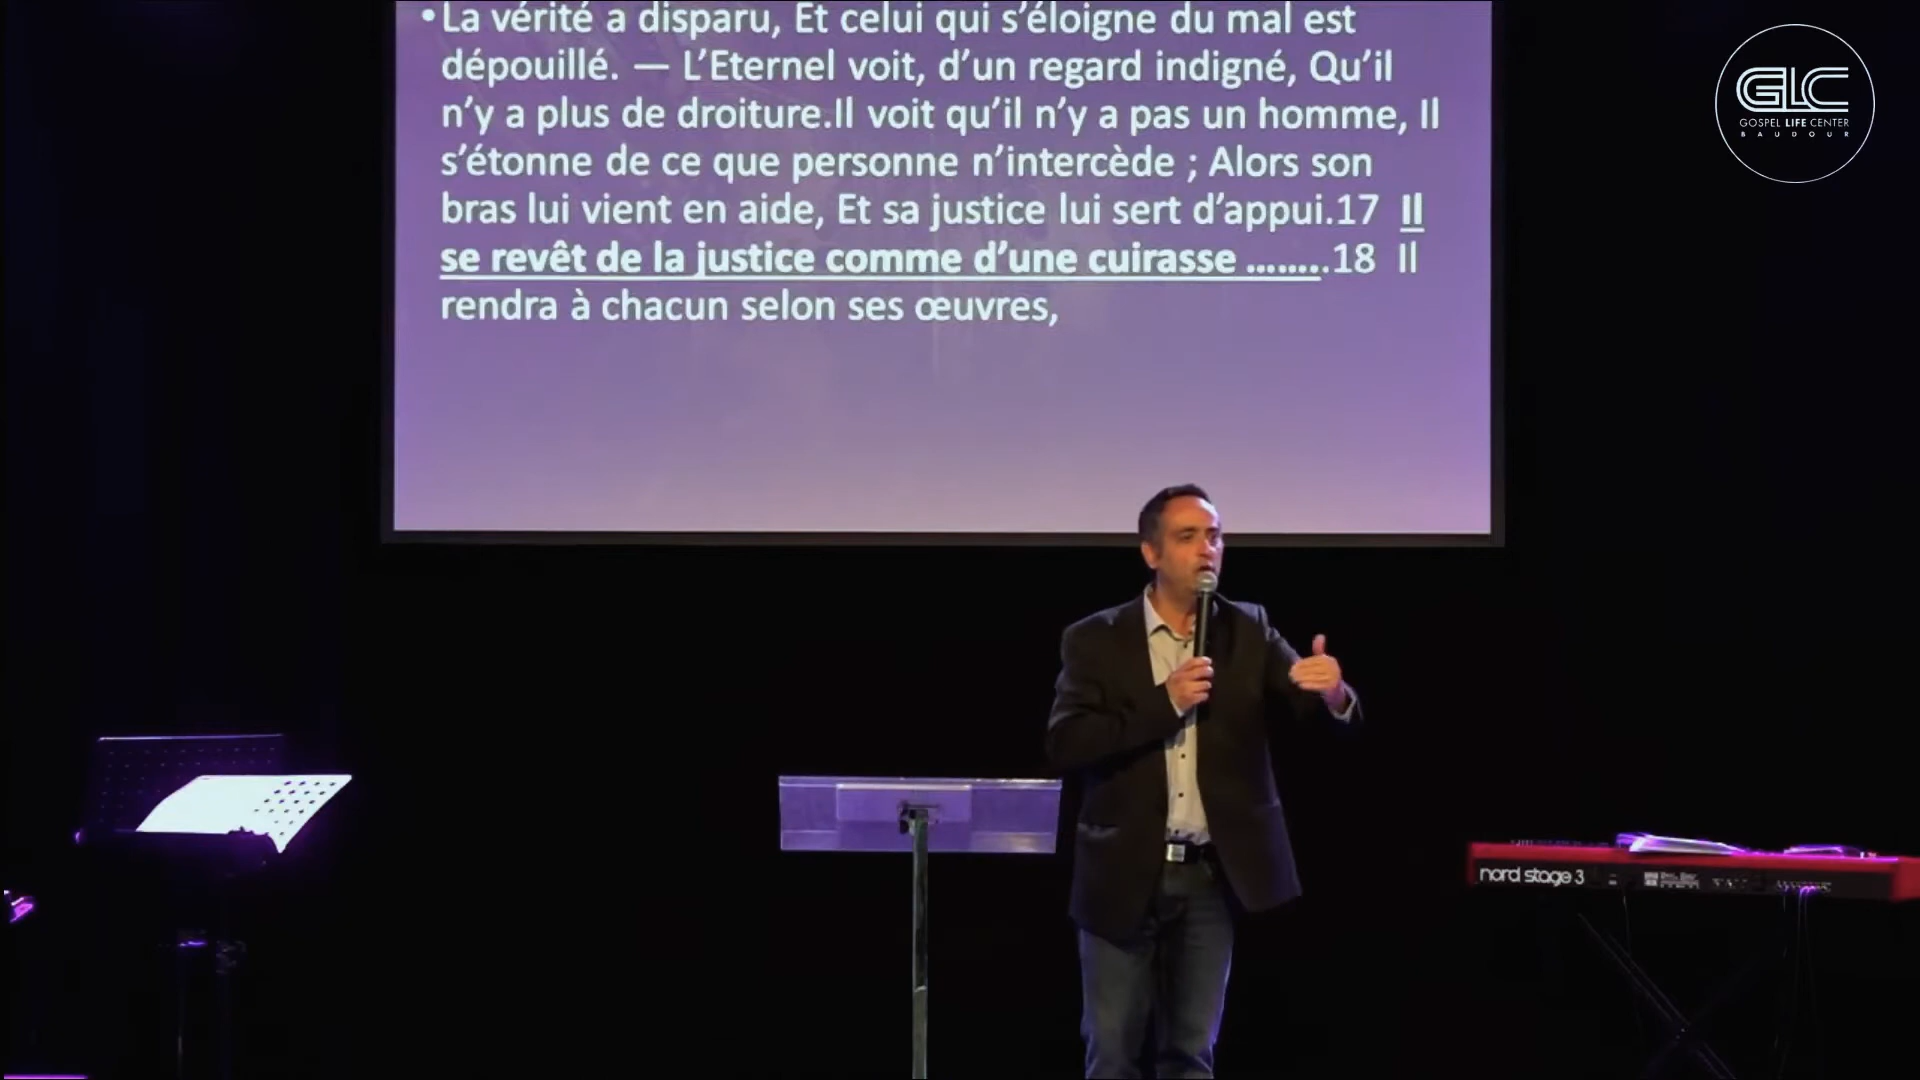 • La vérité a disparu, Et celui qui s’éloigne du mal est
dépouillé. — L’Eternel voit, d’un regard indigné, Qu’il
n’y a plus de droiture.Il voit qu’il n’y a pas un homme, Il
s’étonne de ce que personne n’intercède ; Alors son
bras lui vient en aide, Et sa justice lui sert d’appui.17 Il
se revêt de la justice comme d’une cuirasse ........18 Il
rendra à chacun selon ses œuvres,
GLC
GOSPEL LIFE CENTER
BAUDOUR
nord stage 3